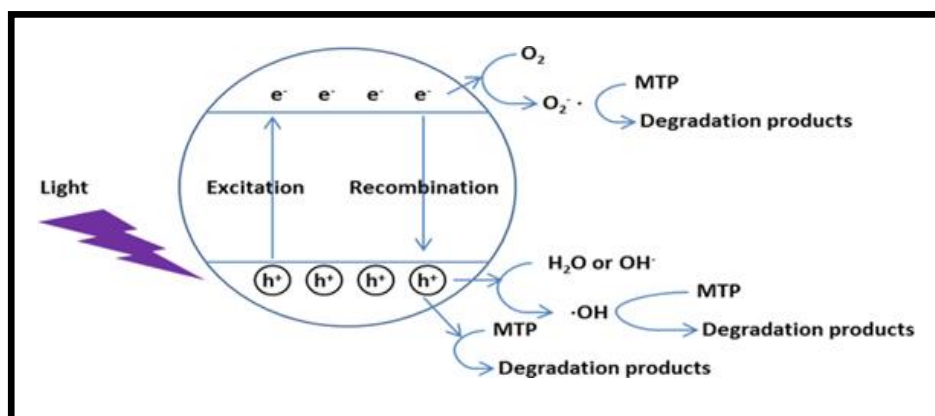 O₂
e⁻ e⁻ e⁻ e⁻
MTP
O₂⁻ ·
Degradation products
Light
Excitation
Recombination
h⁺ h⁺ h⁺ h⁺
H₂O or OH⁻
MTP
·OH
MTP
Degradation products
Degradation products